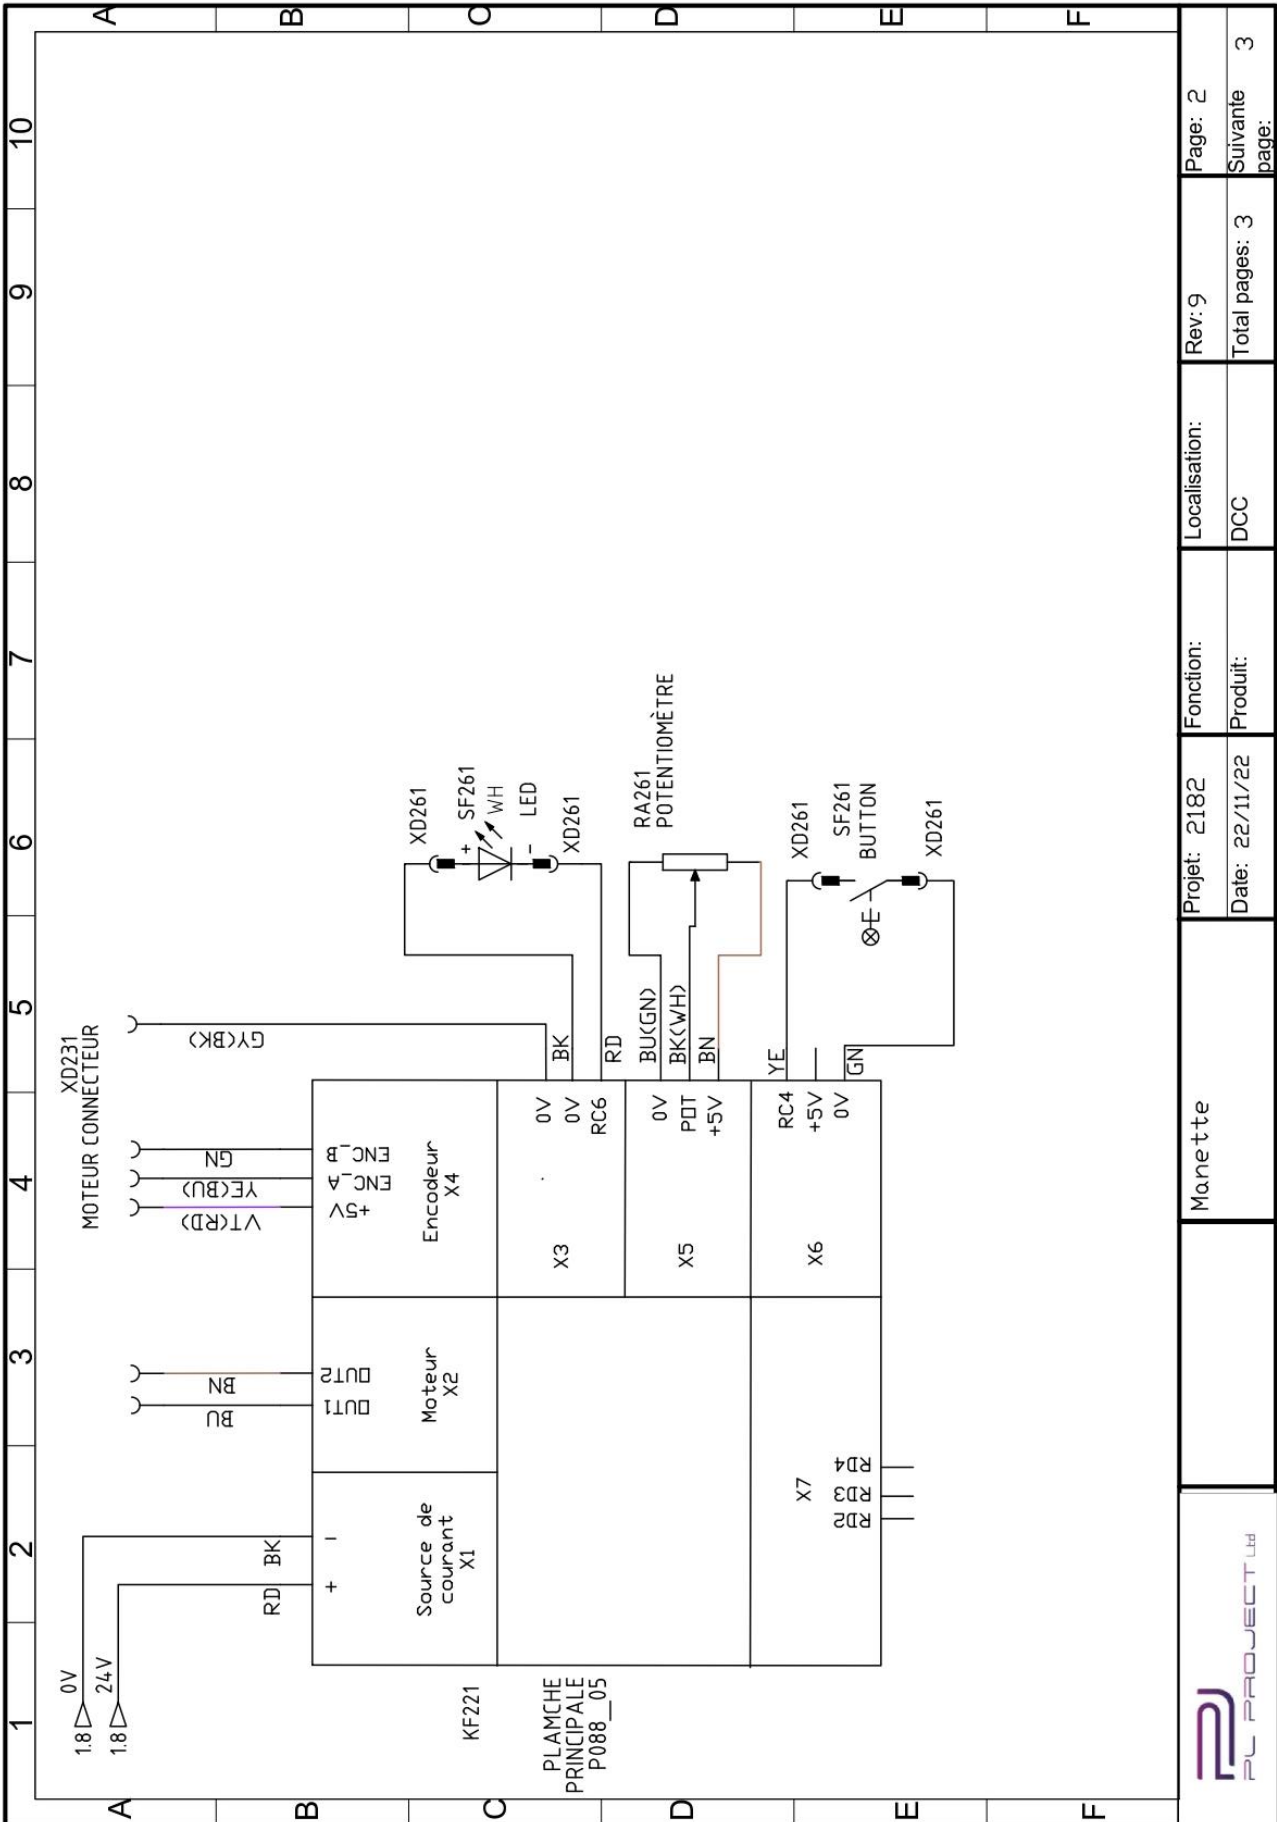 1 2 3 4 5 6 7 8 9 10
A
B
C
D
E
F
A
B
C
D
E
F
1.8 0V
1.8 24V
RD
BK
BU
BN
VT(RD)
YE(BU)
GN
GY(BK)
XD231
MOTEUR CONNECTEUR
+
-
OUT1
OUT2
+5V
ENC_A
ENC_B
Source de
courant
X1
Moteur
X2
Encodeur
X4
KF221
PLAMCHE
PRINCIPALE
P088__05
X3
0V
0V
RC6
BK
RD
X5
0V
POT
+5V
BU(GN)
BK(WH)
BN
X6
RC4
+5V
0V
YE
GN
X7
RD2
RD3
RD4
XD261
+
SF261
WH
LED
-
XD261
RA261
POTENTIOMÈTRE
XD261
SF261
BUTTON
XD261
PL PROJECT Ltd
Manette
Projet: 2182
Date: 22/11/22
Fonction:
Produit:
Localisation:
DCC
Rev: 9
Total pages: 3
Page: 2
Suivante
page: 3